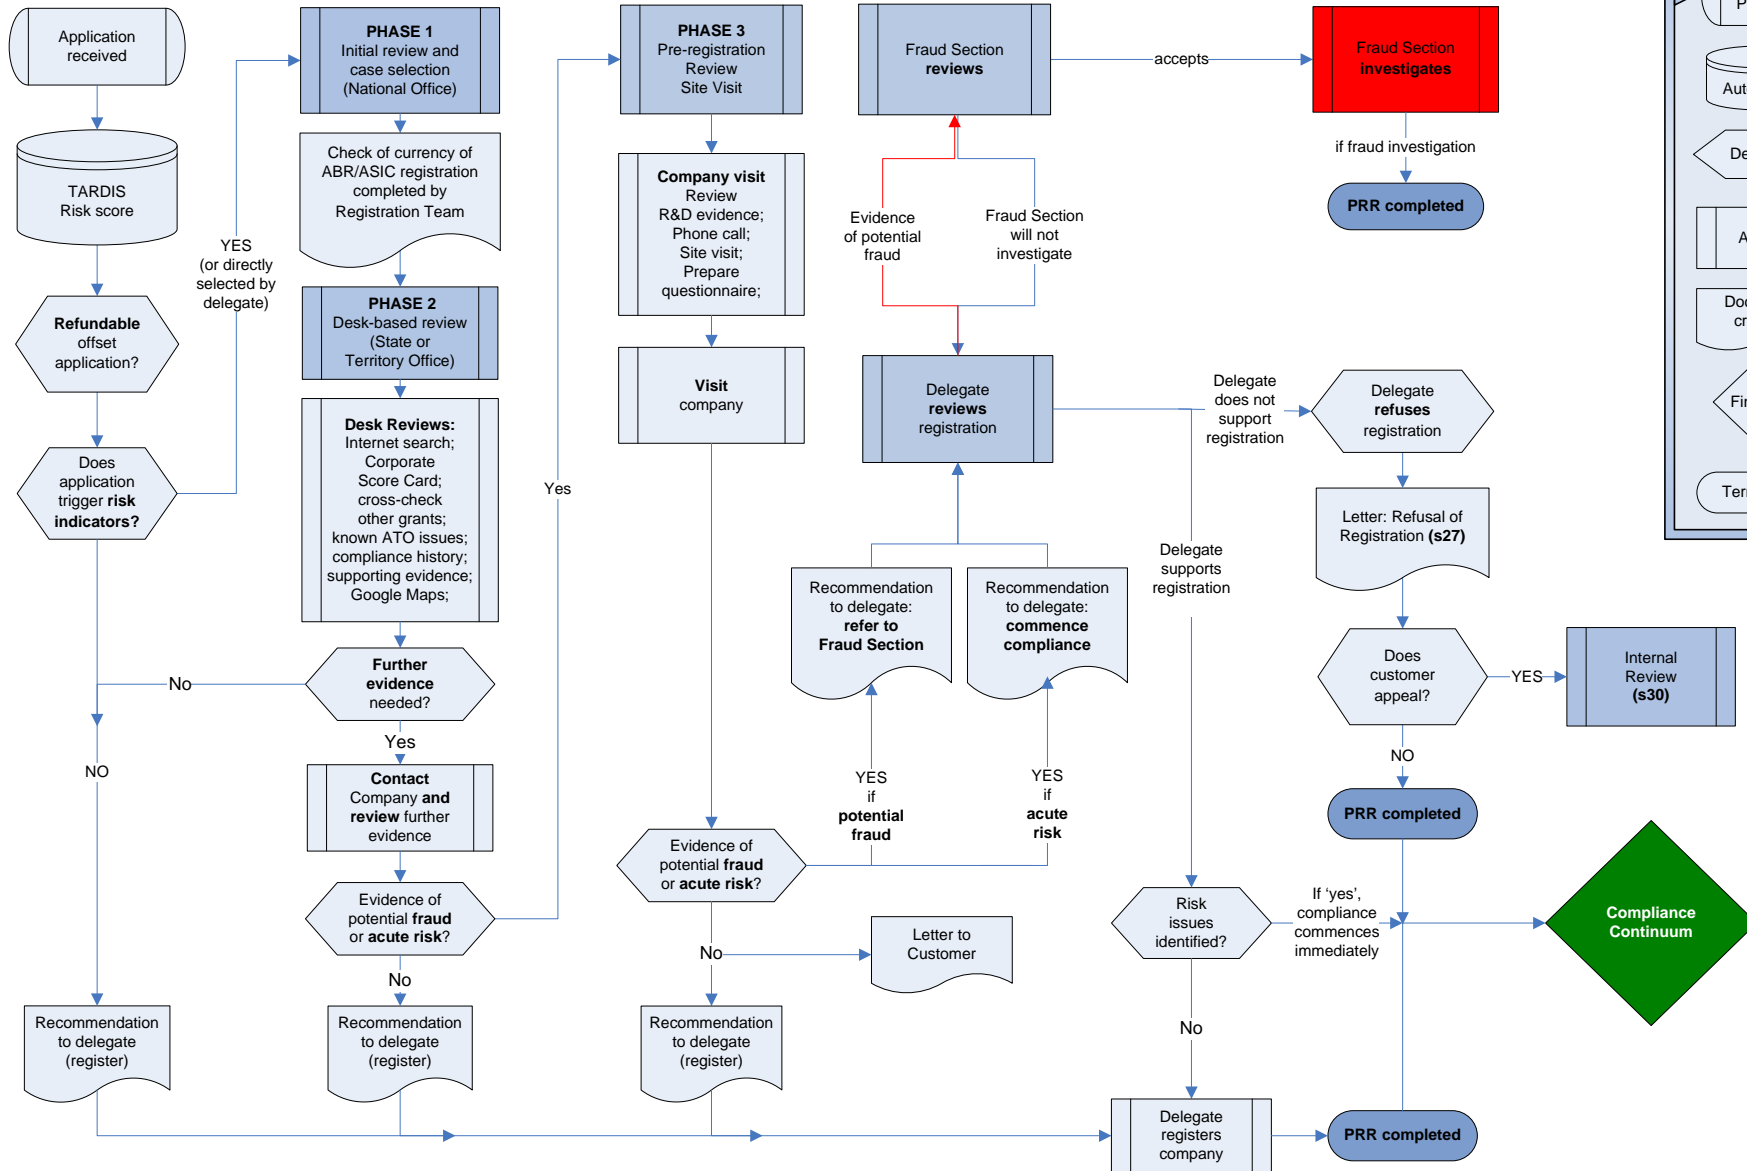 Application
received
TARDIS
Risk score
Refundable
offset
application?
Does
application
trigger risk
indicators?
YES
(or directly
selected by
delegate)
NO
Recommendation
to delegate
(register)
PHASE 1
Initial review and
case selection
(National Office)
Check of currency of
ABR/ASIC registration
completed by
Registration Team
PHASE 2
Desk-based review
(State or
Territory Office)
Desk Reviews:
Internet search;
Corporate
Score Card;
cross-check
other grants;
known ATO issues;
compliance history;
supporting evidence;
Google Maps;
Further
evidence
needed?
No
Yes
Contact
Company and
review further
evidence
Evidence of
potential fraud
or acute risk?
No
Recommendation
to delegate
(register)
Yes
PHASE 3
Pre-registration
Review
Site Visit
Company visit
Review
R&D evidence;
Phone call;
Site visit;
Prepare
questionnaire;
Visit
company
Evidence of
potential fraud
or acute risk?
No
Letter to
Customer
Recommendation
to delegate
(register)
YES
if
potential
fraud
YES
if
acute
risk
Recommendation
to delegate:
refer to
Fraud Section
Recommendation
to delegate:
commence
compliance
Delegate
reviews
registration
Evidence
of potential
fraud
Fraud Section
will not
investigate
Fraud Section
reviews
accepts
Fraud Section
investigates
if fraud investigation
PRR completed
Delegate
does not
support
registration
Delegate
refuses
registration
Letter: Refusal of
Registration (s27)
Does
customer
appeal?
YES
Internal
Review
(s30)
NO
PRR completed
Delegate
supports
registration
Risk
issues
identified?
If ‘yes’,
compliance
commences
immediately
Compliance
Continuum
No
Delegate
registers
company
PRR completed